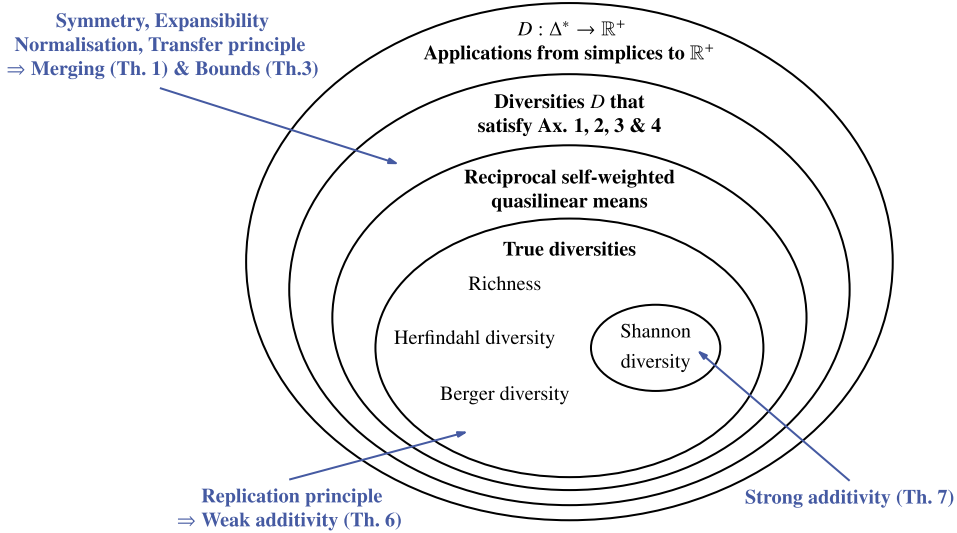 Symmetry, Expansibility
Normalisation, Transfer principle
⇒ Merging (Th. 1) & Bounds (Th.3)
D : Δ* → ℝ⁺
Applications from simplices to ℝ⁺
Diversities D that
satisfy Ax. 1, 2, 3 & 4
Reciprocal self-weighted
quasilinear means
True diversities
Richness
Herfindahl diversity
Berger diversity
Shannon
diversity
Replication principle
⇒ Weak additivity (Th. 6)
Strong additivity (Th. 7)